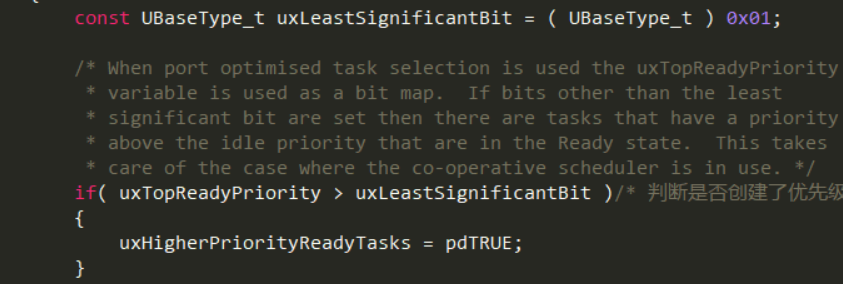 const UBaseType_t uxLeastSignificantBit = ( UBaseType_t ) 0x01;
/* When port optimised task selection is used the uxTopReadyPriority
* variable is used as a bit map.  If bits other than the least
* significant bit are set then there are tasks that have a priority
* above the idle priority that are in the Ready state.  This takes
* care of the case where the co-operative scheduler is in use. */
if( uxTopReadyPriority > uxLeastSignificantBit )/* 判断是否创建了优先级
{
uxHigherPriorityReadyTasks = pdTRUE;
}